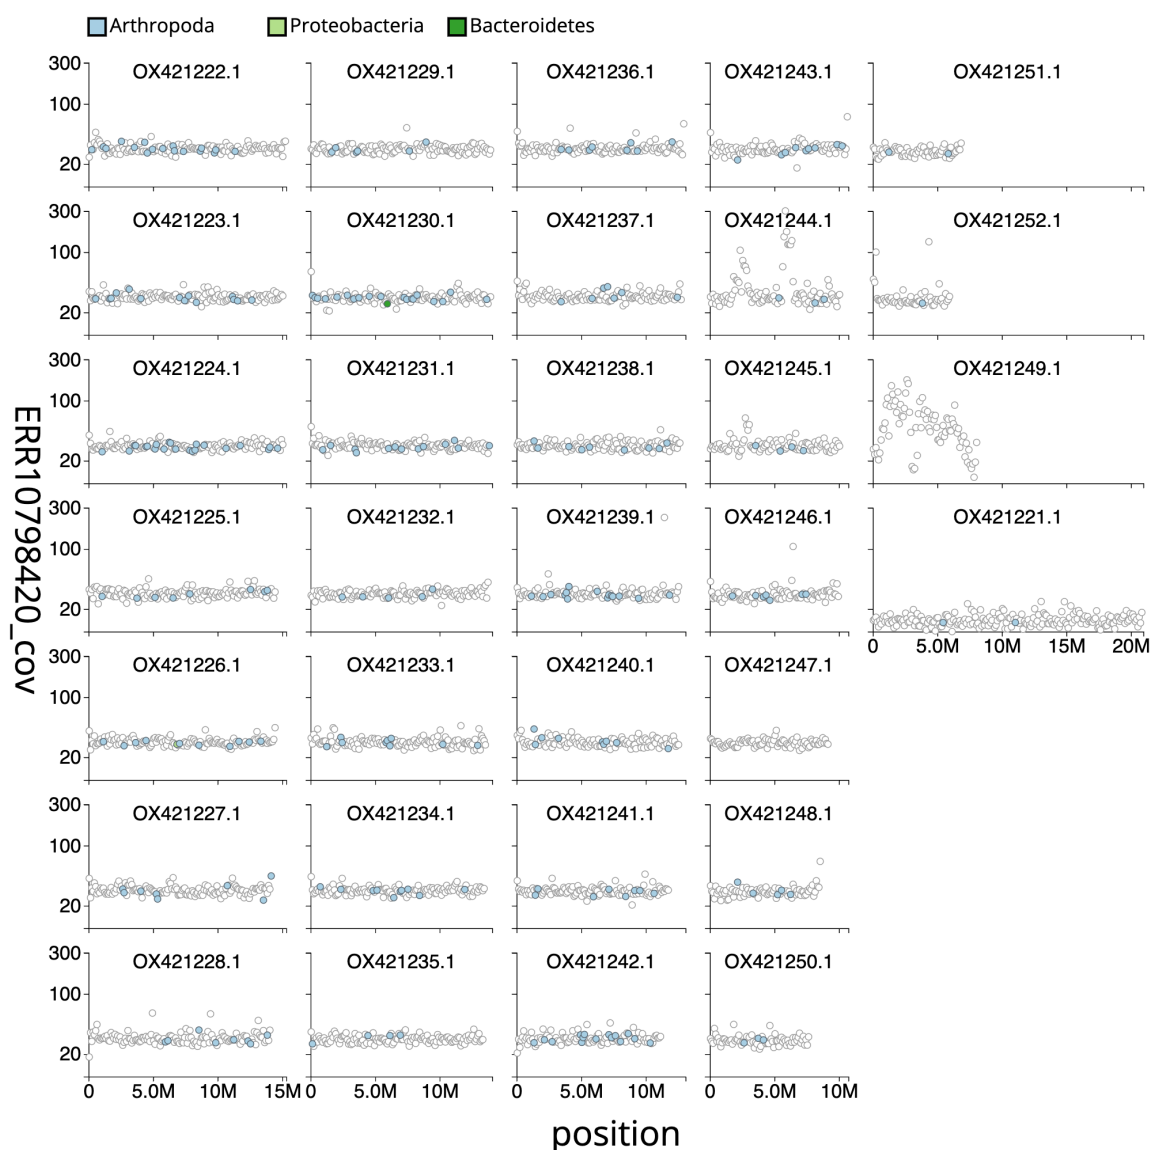 Arthropoda Proteobacteria Bacteroidetes
300 OX421222.1 OX421229.1 OX421236.1 OX421243.1 OX421251.1
100
20
300 OX421223.1 OX421230.1 OX421237.1 OX421244.1 OX421252.1
100
20
300 OX421224.1 OX421231.1 OX421238.1 OX421245.1 OX421249.1
100
20
ERR10798420_cov
300 OX421225.1 OX421232.1 OX421239.1 OX421246.1 OX421221.1
100
20
0 5.0M 10M 15M 20M
300 OX421226.1 OX421233.1 OX421240.1 OX421247.1
100
20
300 OX421227.1 OX421234.1 OX421241.1 OX421248.1
100
20
300 OX421228.1 OX421235.1 OX421242.1 OX421250.1
100
20
0 5.0M 10M 15M 0 5.0M 10M 0 5.0M 10M 0 5.0M 10M
position